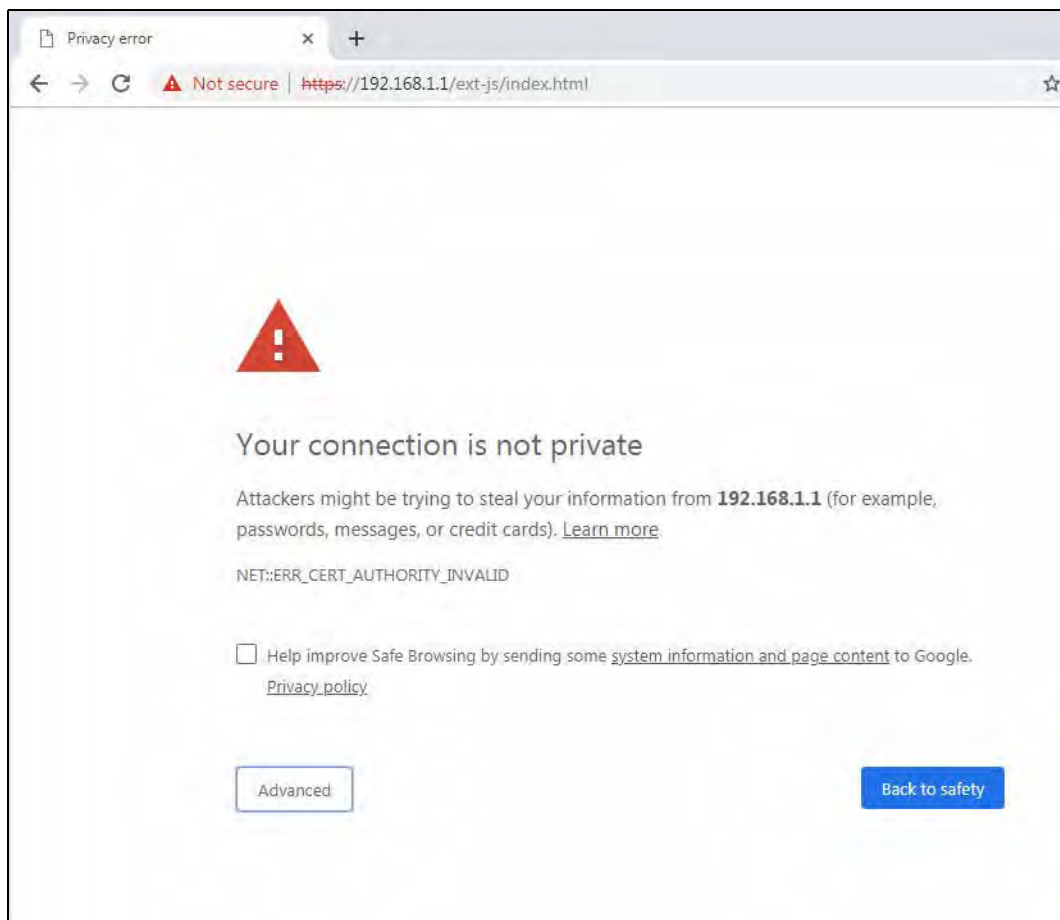 Privacy error
Not secure | https://192.168.1.1/ext-js/index.html
Your connection is not private
Attackers might be trying to steal your information from 192.168.1.1 (for example,
passwords, messages, or credit cards). Learn more
NET::ERR_CERT_AUTHORITY_INVALID
Help improve Safe Browsing by sending some system information and page content to Google.
Privacy policy
Advanced
Back to safety